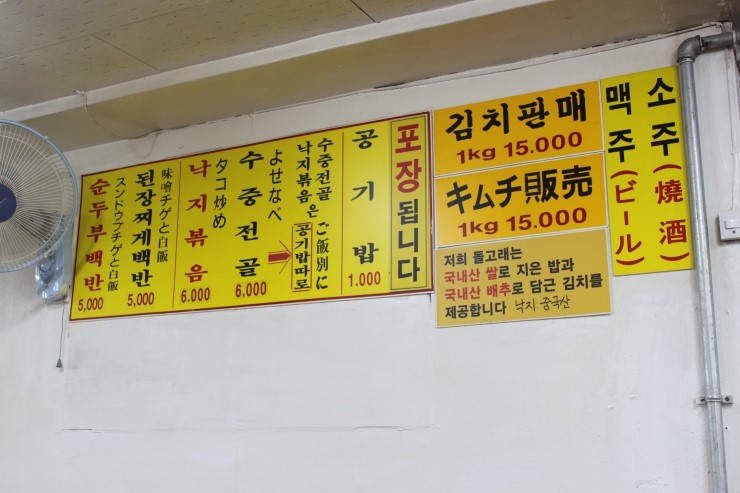 순두부백반
5,000
スンドゥブチゲと白飯
된장찌게백반
5,000
味噌チゲと白飯
낙지볶음
6.000
タコ炒め
수중전골
6.000
よせなべ
낙지볶음은
수중전골
공기밥따로
ご飯別に
공기밥
1.000
포장됩니다
김치판매
1kg 15.000
キムチ販売
1kg 15.000
저희 돌고래는
국내산 쌀로 지은 밥과
국내산 배추로 담근 김치를
제공합니다 낙지 중국산
맥주(ビール)
소주(燒酒)